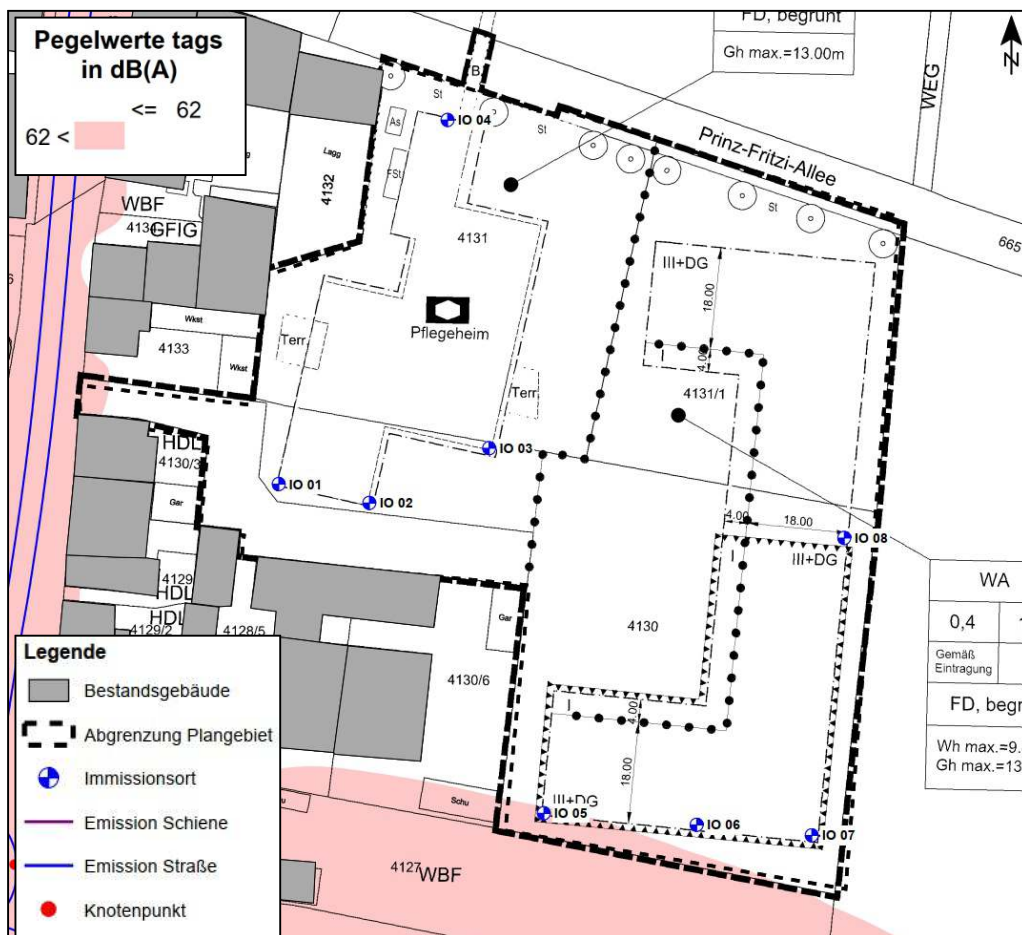 Pegelwerte tags
in dB(A)
<= 62
62 <
FD, begrünt
Gh max.=13.00m
N
WEG
Prinz-Fritzi-Allee
665
B
St
St
St
As
FSt
IO 04
Lagg
4132
WBF
GFIG
4131
III+DG
18.00
4.00
I
Pflegeheim
Terr.
Terr.
Wkst
4133
Wkst
4131/1
HDL
4130/3
Gar
IO 03
IO 01
IO 02
4.00
18.00
IO 08
III+DG
I
WA
0,4
Gemäß
Eintragung
FD, begr
Wh max.=9.
Gh max.=13
4129
HDL
HDL
4129/2
4128/5
4130
Gar
4130/6
I
4.00
18.00
III+DG
IO 05
IO 06
IO 07
Schu
4127
WBF
Legende
Bestandsgebäude
Abgrenzung Plangebiet
Immissionsort
Emission Schiene
Emission Straße
Knotenpunkt